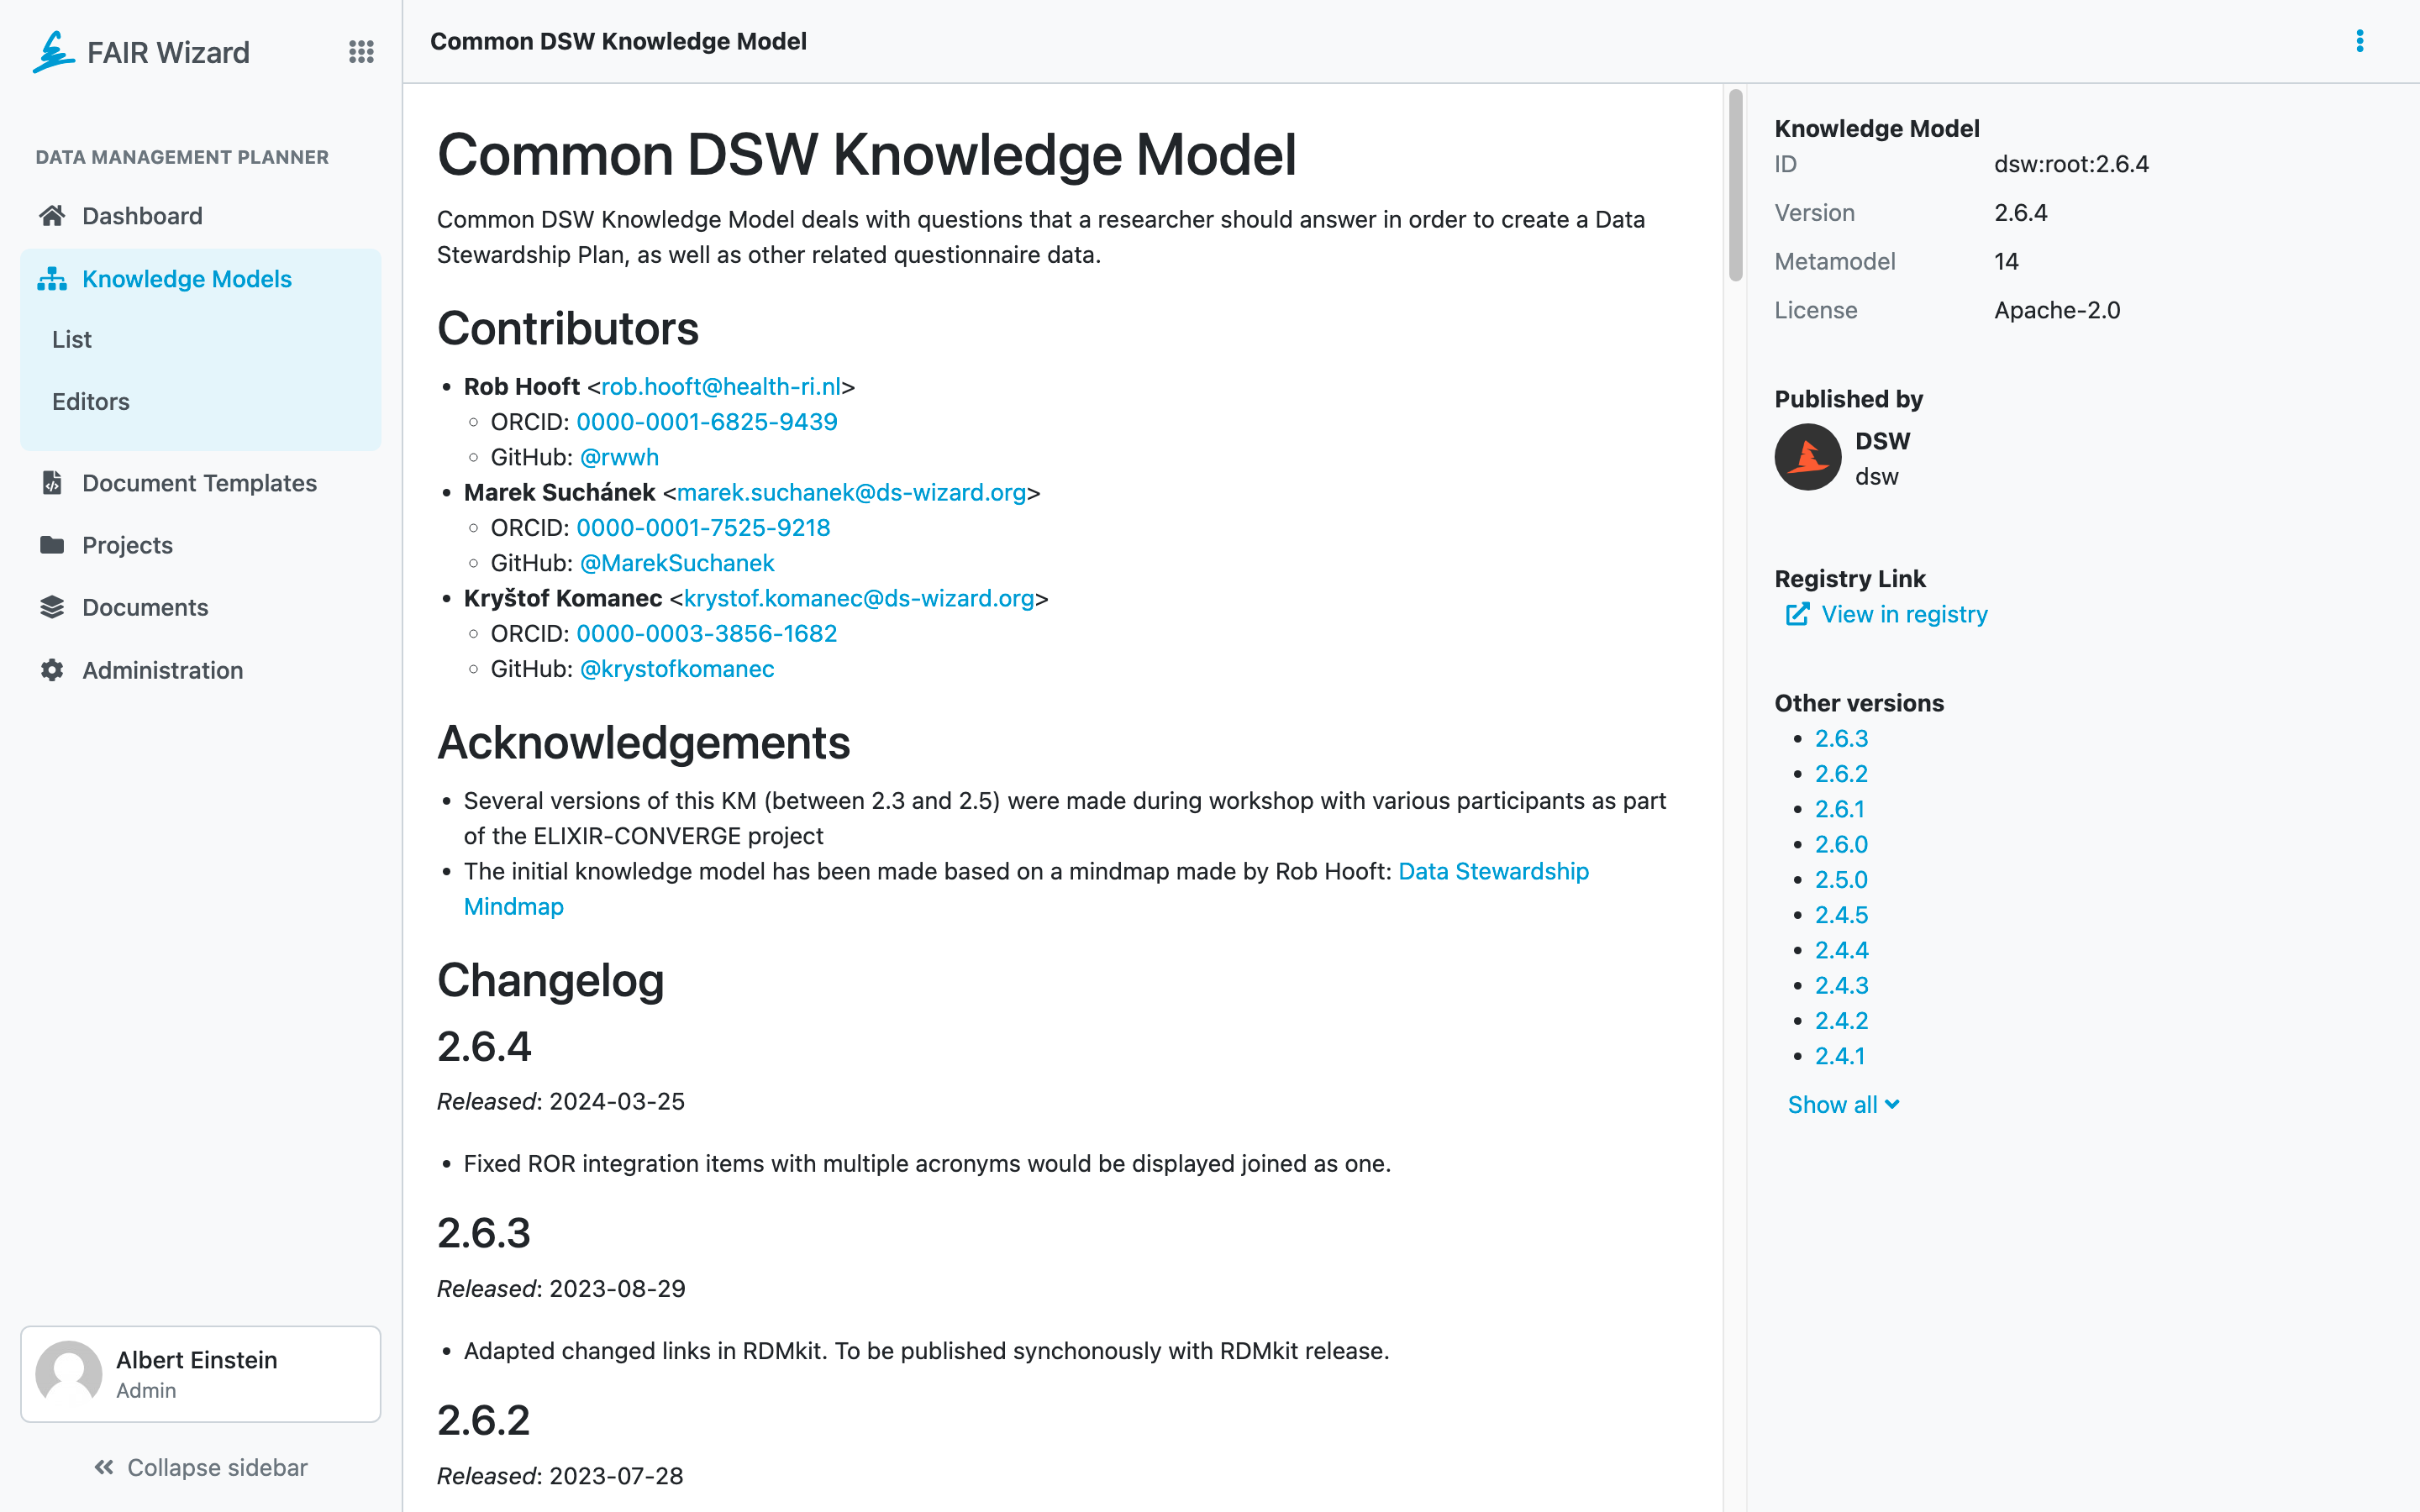 FAIR Wizard
DATA MANAGEMENT PLANNER
Dashboard
Knowledge Models
List
Editors
Document Templates
Projects
Documents
Administration
Albert Einstein
Admin
Collapse sidebar
Common DSW Knowledge Model
Common DSW Knowledge Model
Common DSW Knowledge Model deals with questions that a researcher should answer in order to create a Data
Stewardship Plan, as well as other related questionnaire data.
Contributors
• Rob Hooft <rob.hooft@health-ri.nl>
◦ ORCID: 0000-0001-6825-9439
◦ GitHub: @rwwh
• Marek Suchánek <marek.suchanek@ds-wizard.org>
◦ ORCID: 0000-0001-7525-9218
◦ GitHub: @MarekSuchanek
• Kryštof Komanec <krystof.komanec@ds-wizard.org>
◦ ORCID: 0000-0003-3856-1682
◦ GitHub: @krystofkomanec
Acknowledgements
• Several versions of this KM (between 2.3 and 2.5) were made during workshop with various participants as part
of the ELIXIR-CONVERGE project
• The initial knowledge model has been made based on a mindmap made by Rob Hooft: Data Stewardship
Mindmap
Changelog
2.6.4
Released: 2024-03-25
• Fixed ROR integration items with multiple acronyms would be displayed joined as one.
2.6.3
Released: 2023-08-29
• Adapted changed links in RDMkit. To be published synchonously with RDMkit release.
2.6.2
Released: 2023-07-28
Knowledge Model
ID dsw:root:2.6.4
Version 2.6.4
Metamodel 14
License Apache-2.0
Published by
DSW
dsw
Registry Link
View in registry
Other versions
• 2.6.3
• 2.6.2
• 2.6.1
• 2.6.0
• 2.5.0
• 2.4.5
• 2.4.4
• 2.4.3
• 2.4.2
• 2.4.1
Show all